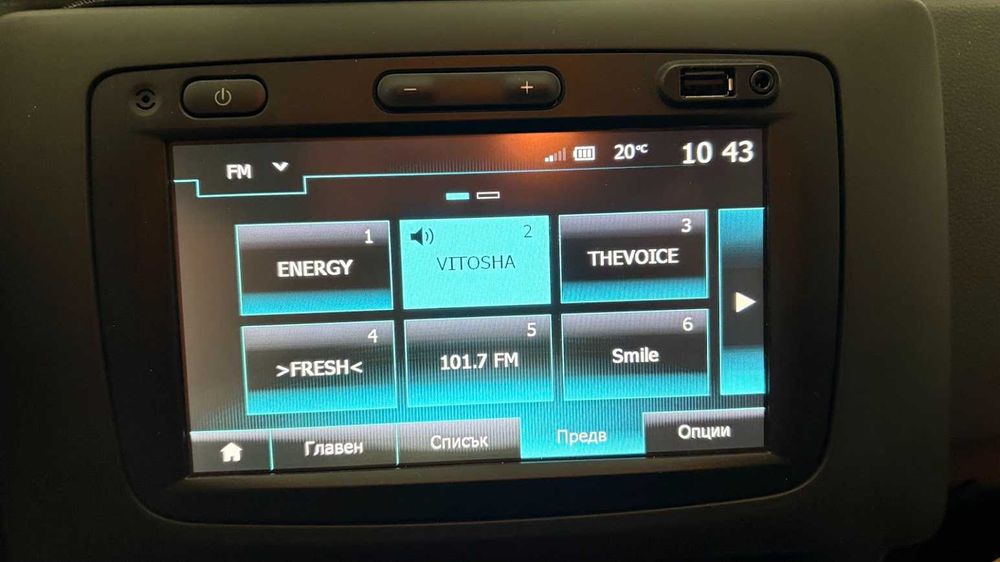 FM
20°C
10 43
1
ENERGY
2
VITOSHA
3
THEVOICE
4
>FRESH<
5
101.7 FM
6
Smile
Главен
Списък
Предв
Опции